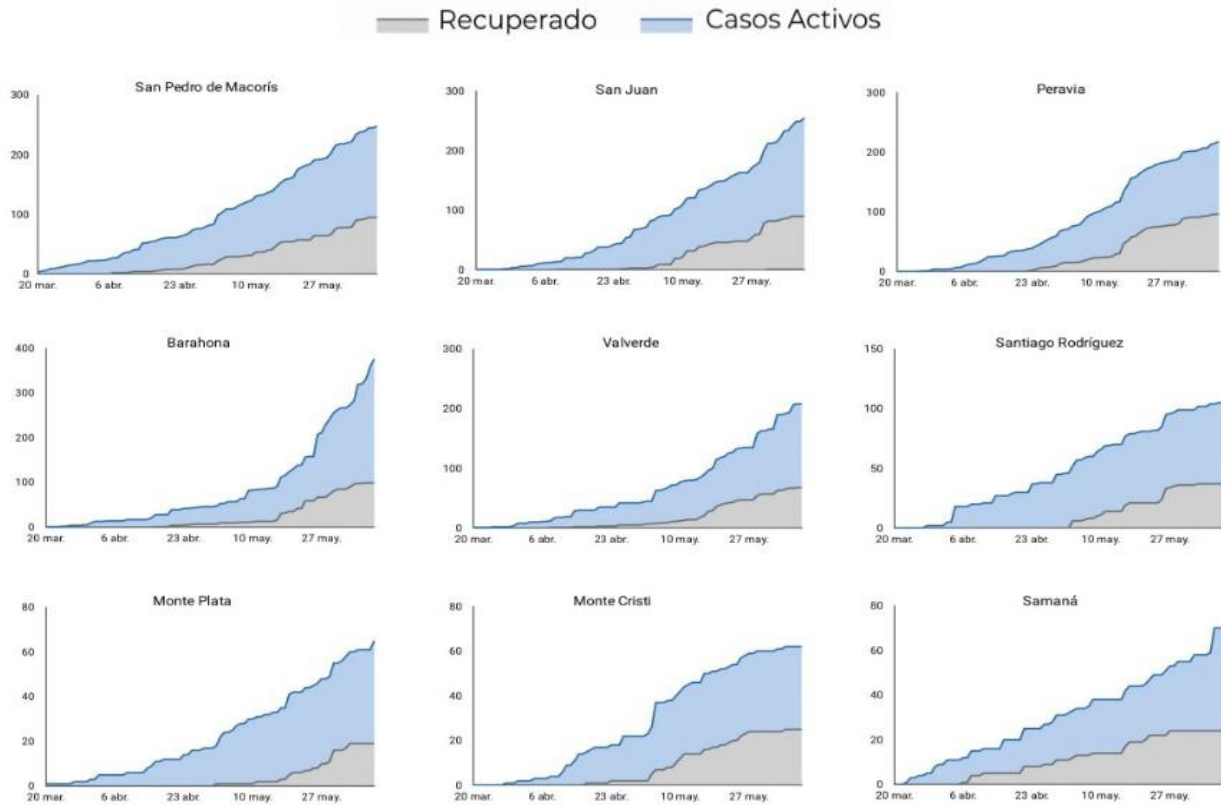 Recuperado Casos Activos
San Pedro de Macorís
300
200
100
0
20 mar. 6 abr. 23 abr. 10 may. 27 may.
San Juan
300
200
100
0
20 mar. 6 abr. 23 abr. 10 may. 27 may.
Peravia
300
200
100
0
20 mar. 6 abr. 23 abr. 10 may. 27 may.
Barahona
400
300
200
100
0
20 mar. 6 abr. 23 abr. 10 may. 27 may.
Valverde
300
200
100
0
20 mar. 6 abr. 23 abr. 10 may. 27 may.
Santiago Rodríguez
150
100
50
0
20 mar. 6 abr. 23 abr. 10 may. 27 may.
Monte Plata
80
60
40
20
0
20 mar. 6 abr. 23 abr. 10 may. 27 may.
Monte Cristi
80
60
40
20
0
20 mar. 6 abr. 23 abr. 10 may. 27 may.
Samaná
80
60
40
20
0
20 mar. 6 abr. 23 abr. 10 may. 27 may.